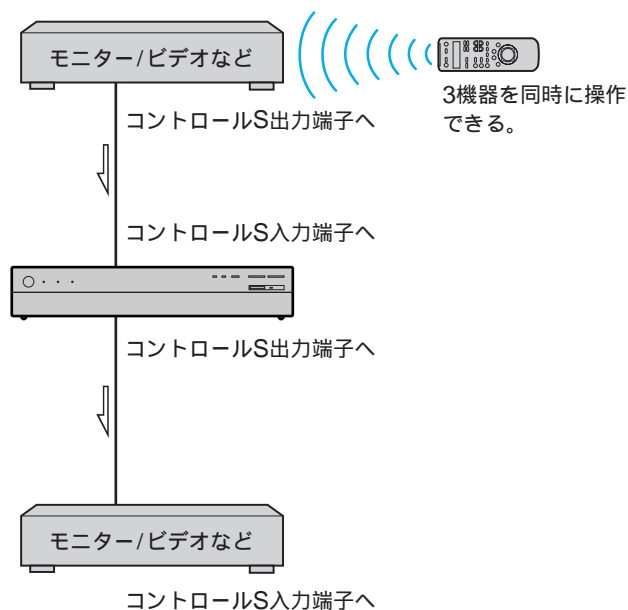 モニター/ビデオなど
3機器を同時に操作
できる。
コントロールS出力端子へ
コントロールS入力端子へ
コントロールS出力端子へ
モニター/ビデオなど
コントロールS入力端子へ